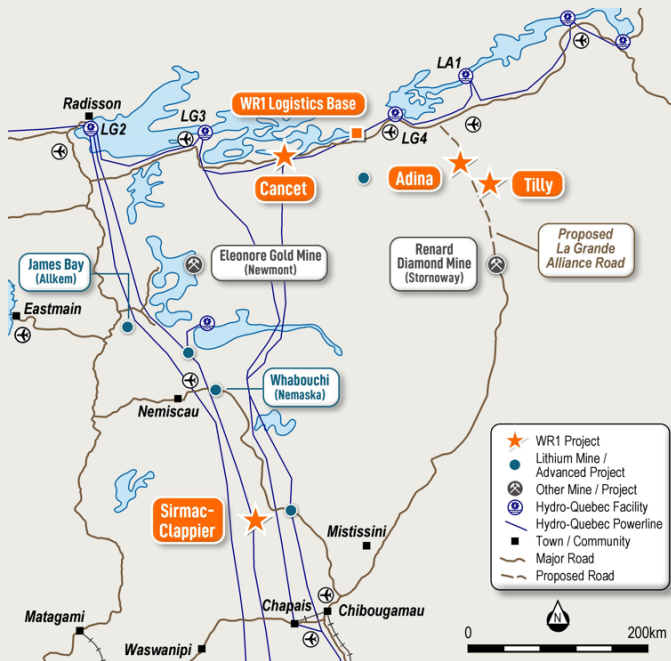 LA1
Radisson
WR1 Logistics Base
LG3
LG2
LG4
Cancet
Adina
Tilly
Proposed
La Grande
Alliance Road
Eleonore Gold Mine
(Newmont)
Renard
Diamond Mine
(Stornoway)
James Bay
(Allkem)
Eastmain
Whabouchi
(Nemaska)
Nemiscau
Sirmac-
Clappier
Mistissini
Chapais
Chibougamau
Matagami
Waswanipi
WR1 Project
Lithium Mine /
Advanced Project
Other Mine / Project
Hydro-Quebec Facility
Hydro-Quebec Powerline
Town / Community
Major Road
Proposed Road
N
0
200km